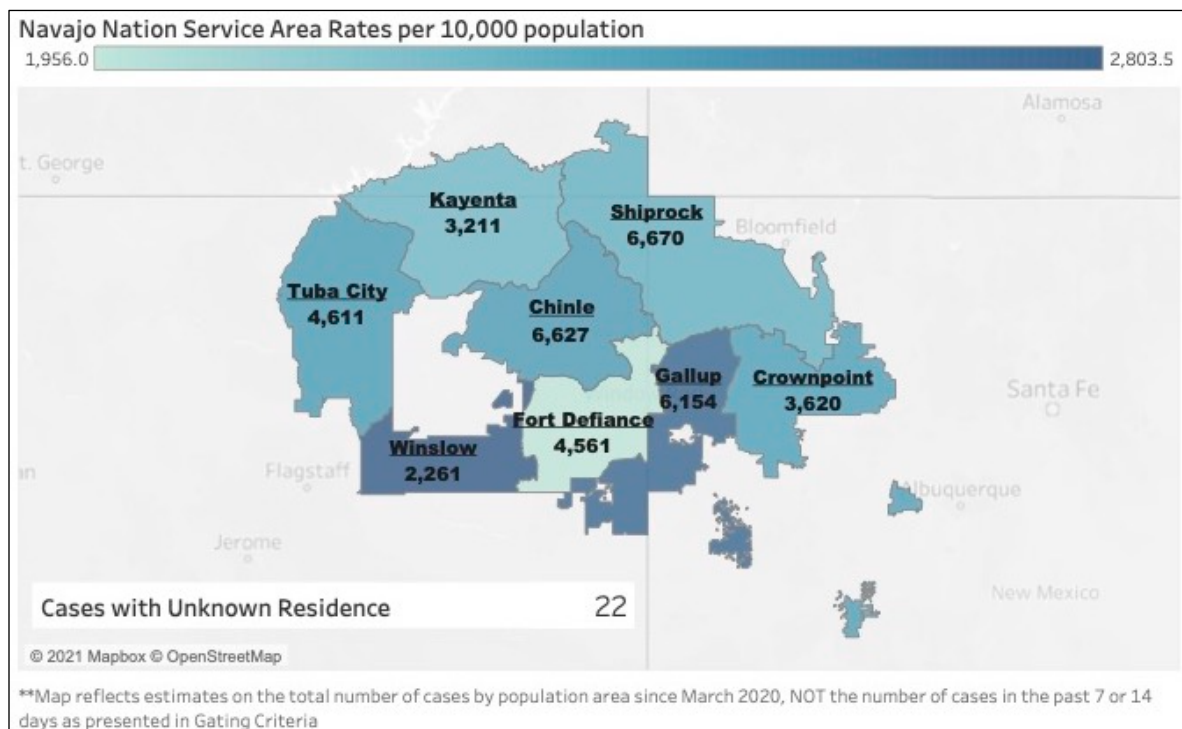 Navajo Nation Service Area Rates per 10,000 population
1,956.0
2,803.5
Alamosa
t. George
Kayenta
3,211
Shiprock
6,670
Bloomfield
Tuba City
4,611
Chinle
6,627
Gallup
6,154
Crownpoint
3,620
Santa Fe
Fort Defiance
4,561
Winslow
2,261
Flagstaff
an
Albuquerque
Jerome
New Mexico
Cases with Unknown Residence 22
© 2021 Mapbox © OpenStreetMap
**Map reflects estimates on the total number of cases by population area since March 2020, NOT the number of cases in the past 7 or 14
days as presented in Gating Criteria